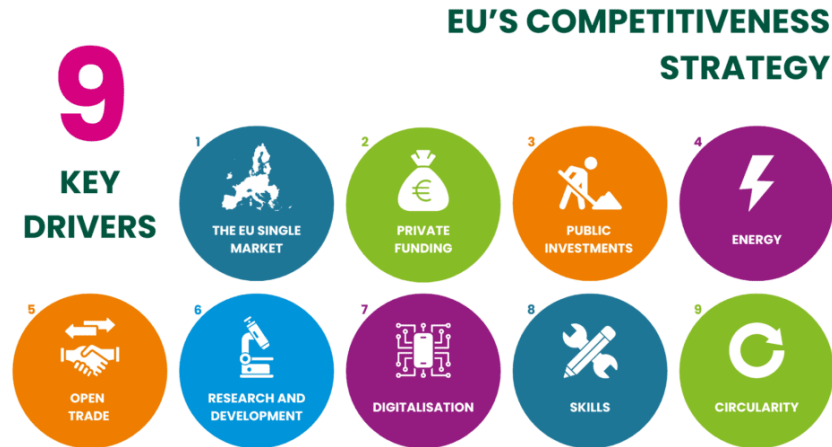 EU'S COMPETITIVENESS
STRATEGY
9
KEY
DRIVERS
1
THE EU SINGLE
MARKET
2
€
PRIVATE
FUNDING
3
PUBLIC
INVESTMENTS
4
ENERGY
5
OPEN
TRADE
6
RESEARCH AND
DEVELOPMENT
7
DIGITALISATION
8
SKILLS
9
CIRCULARITY